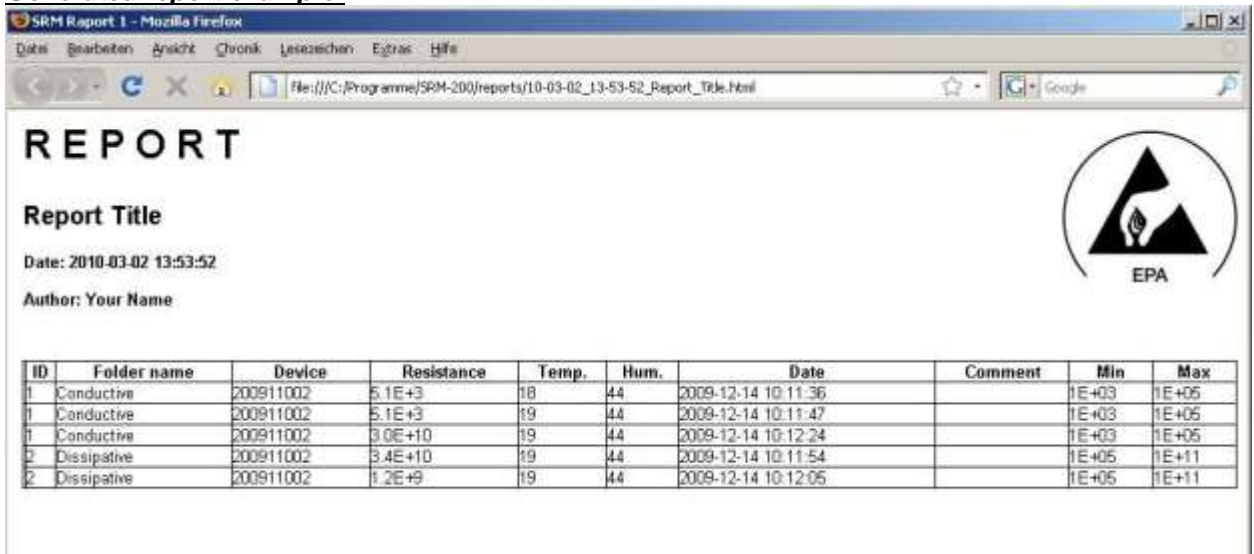 SRM Raport 1 - Mozilla Firefox
Datei Bearbeiten Ansicht Chronik Lesezeichen Extras Hilfe
file:///C:/Programme/SRM-200/reports/10-03-02_13-53-52_Report_Title.html Google
REPORT
Report Title
Date: 2010-03-02 13:53:52
Author: Your Name
EPA
ID Folder name Device Resistance Temp. Hum. Date Comment Min Max
1 Conductive 200911002 5.1E+3 18 44 2009-12-14 10:11:36 1E+03 1E+05
1 Conductive 200911002 5.1E+3 19 44 2009-12-14 10:11:47 1E+03 1E+05
1 Conductive 200911002 3.0E+10 19 44 2009-12-14 10:12:24 1E+03 1E+05
2 Dissipative 200911002 3.4E+10 19 44 2009-12-14 10:11:54 1E+05 1E+11
2 Dissipative 200911002 1.2E+9 19 44 2009-12-14 10:12:05 1E+05 1E+11